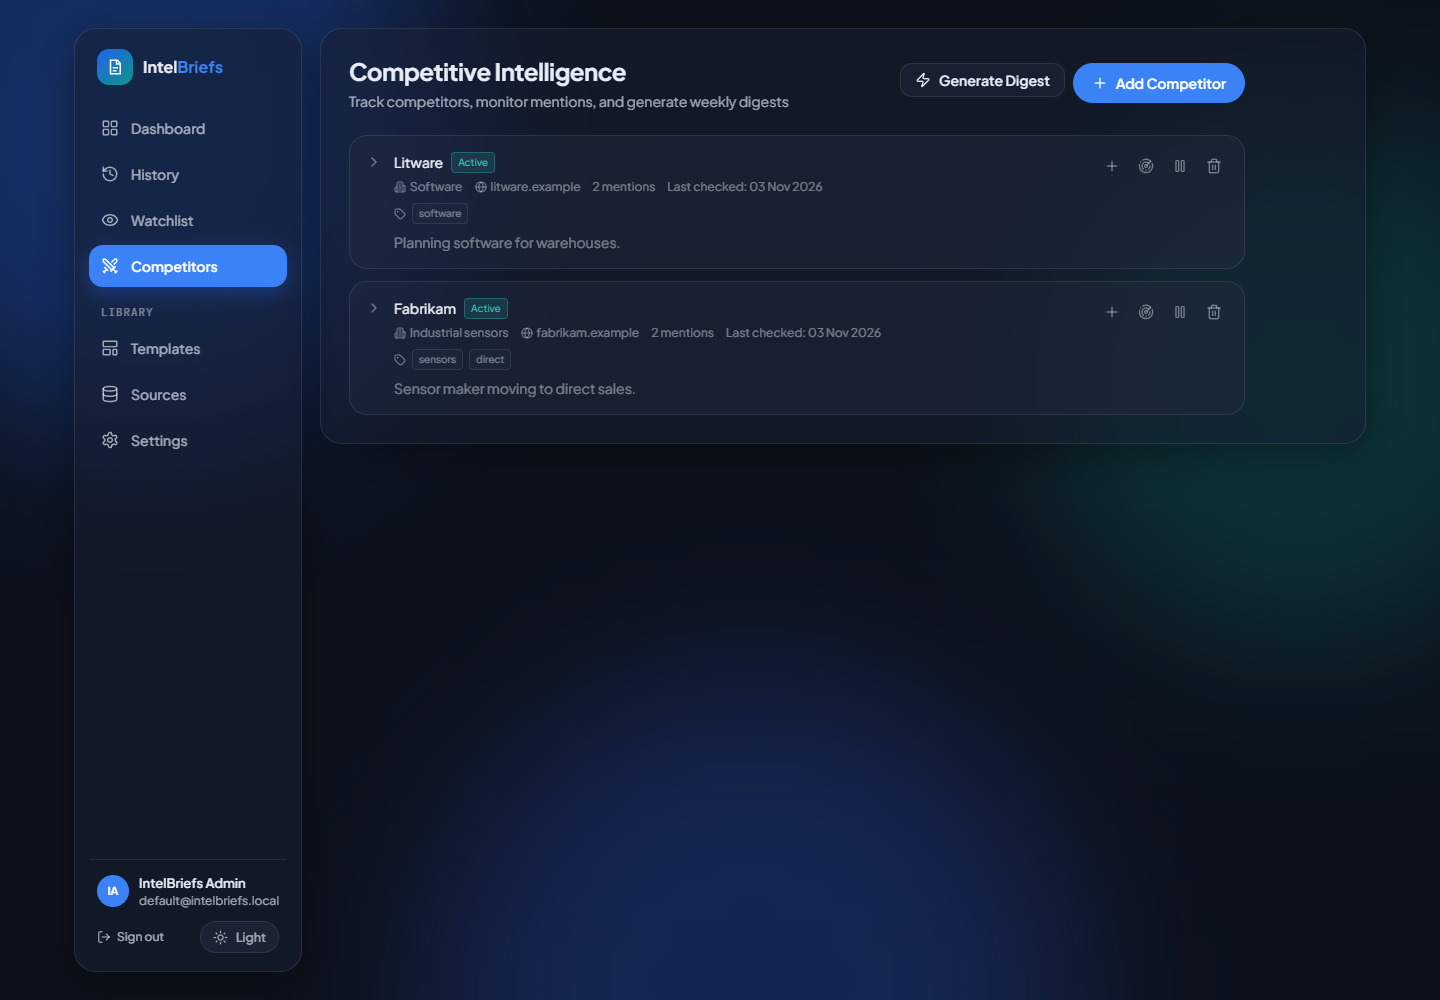 IntelBriefs
Dashboard
History
Watchlist
Competitors
LIBRARY
Templates
Sources
Settings
IA
IntelBriefs Admin
default@intelbriefs.local
Sign out
Light
Competitive Intelligence
Track competitors, monitor mentions, and generate weekly digests
Generate Digest
Add Competitor
Litware Active
Software litware.example 2 mentions Last checked: 03 Nov 2026
software
Planning software for warehouses.
Fabrikam Active
Industrial sensors fabrikam.example 2 mentions Last checked: 03 Nov 2026
sensors direct
Sensor maker moving to direct sales.